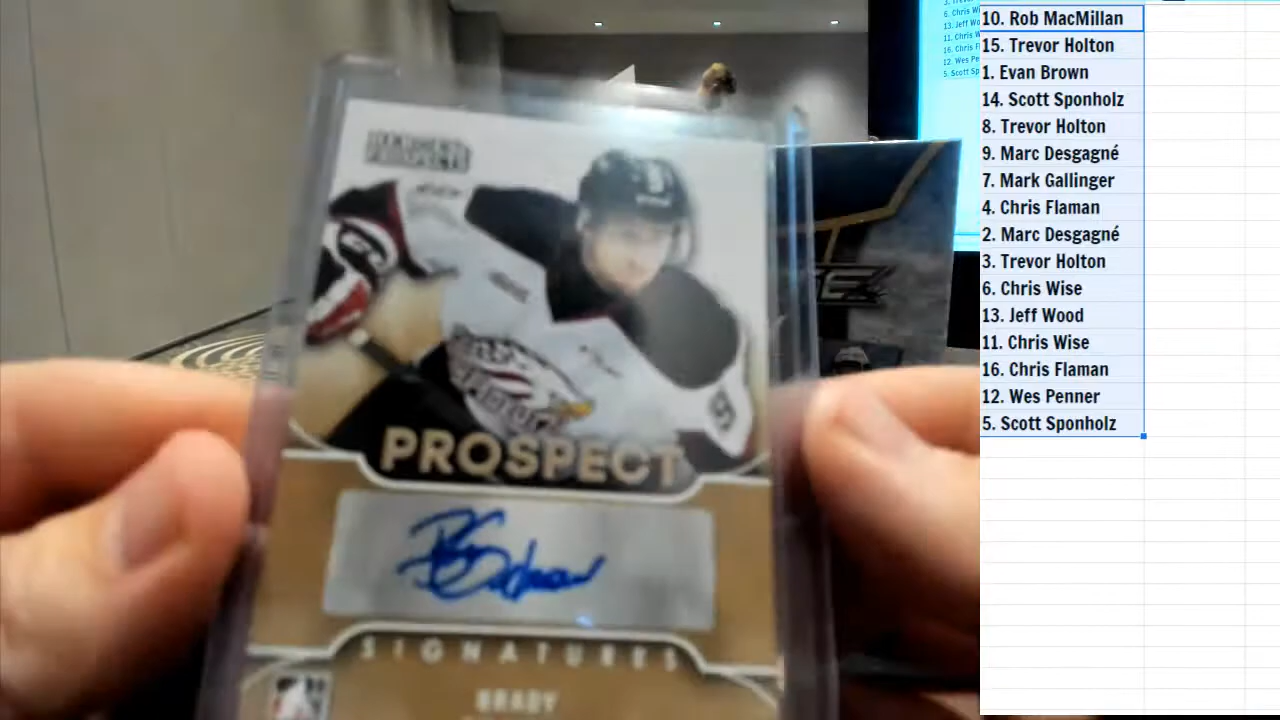 PROSPECT
SIGNATURES
BRADY
10. Rob MacMillan
15. Trevor Holton
1. Evan Brown
14. Scott Sponholz
8. Trevor Holton
9. Marc Desgagné
7. Mark Gallinger
4. Chris Flaman
2. Marc Desgagné
3. Trevor Holton
6. Chris Wise
13. Jeff Wood
11. Chris Wise
16. Chris Flaman
12. Wes Penner
5. Scott Sponholz